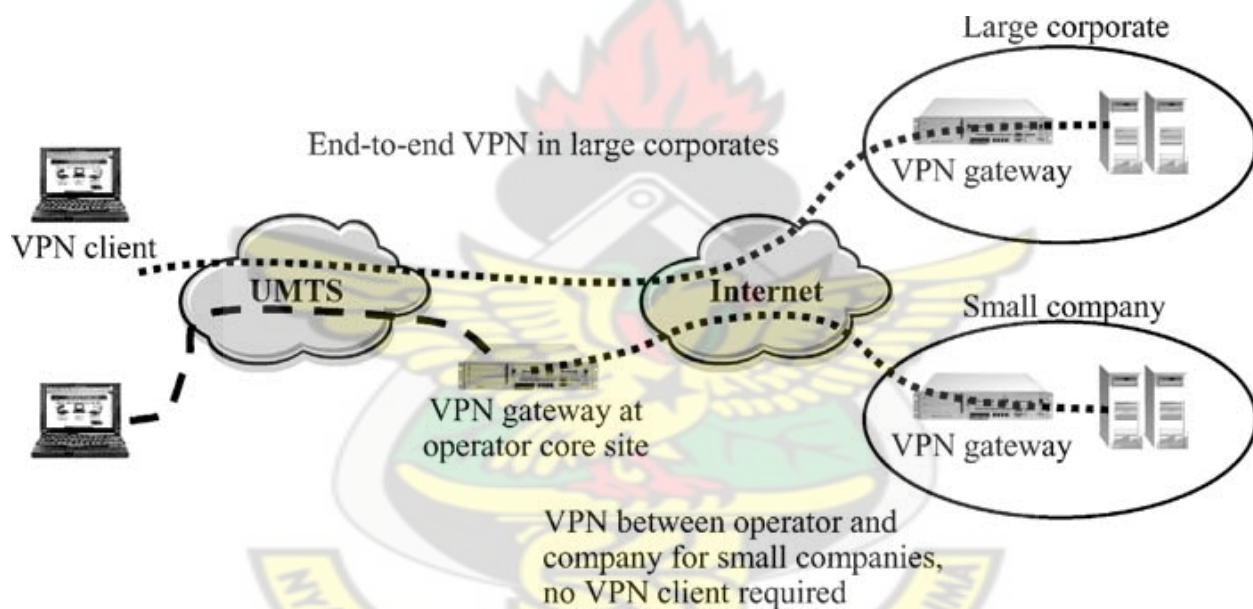 Large corporate
End-to-end VPN in large corporates
VPN gateway
VPN client
UMTS
Internet
Small company
VPN gateway at
operator core site
VPN gateway
VPN between operator and
company for small companies,
no VPN client required